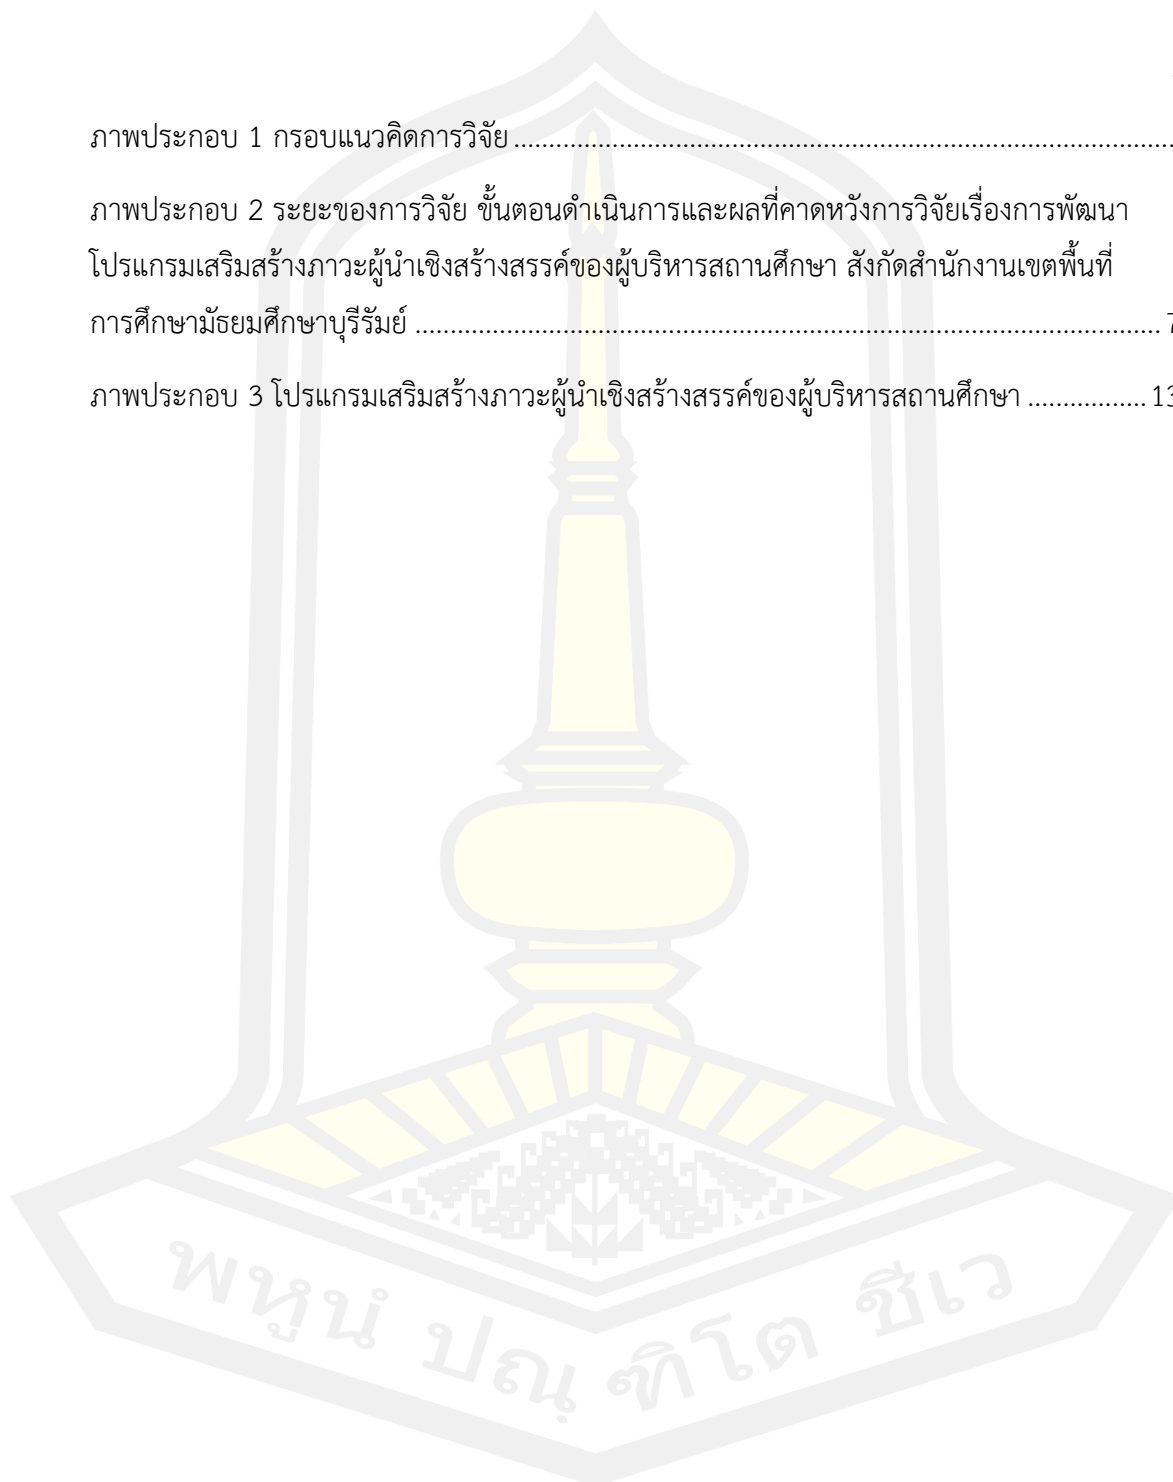 ภาพประกอบ 1 กรอบแนวคิดการวิจัย ..........................................................................................
ภาพประกอบ 2 ระยะของการวิจัย ขั้นตอนดำเนินการและผลที่คาดหวังการวิจัยเรื่องการพัฒนา
โปรแกรมเสริมสร้างภาวะผู้นำเชิงสร้างสรรค์ของผู้บริหารสถานศึกษา สังกัดสำนักงานเขตพื้นที่
การศึกษามัธยมศึกษาบุรีรัมย์ ..........................................................................................................
ภาพประกอบ 3 โปรแกรมเสริมสร้างภาวะผู้นำเชิงสร้างสรรค์ของผู้บริหารสถานศึกษา .................
พหูนํ ปณฺฑิโต ชีเว